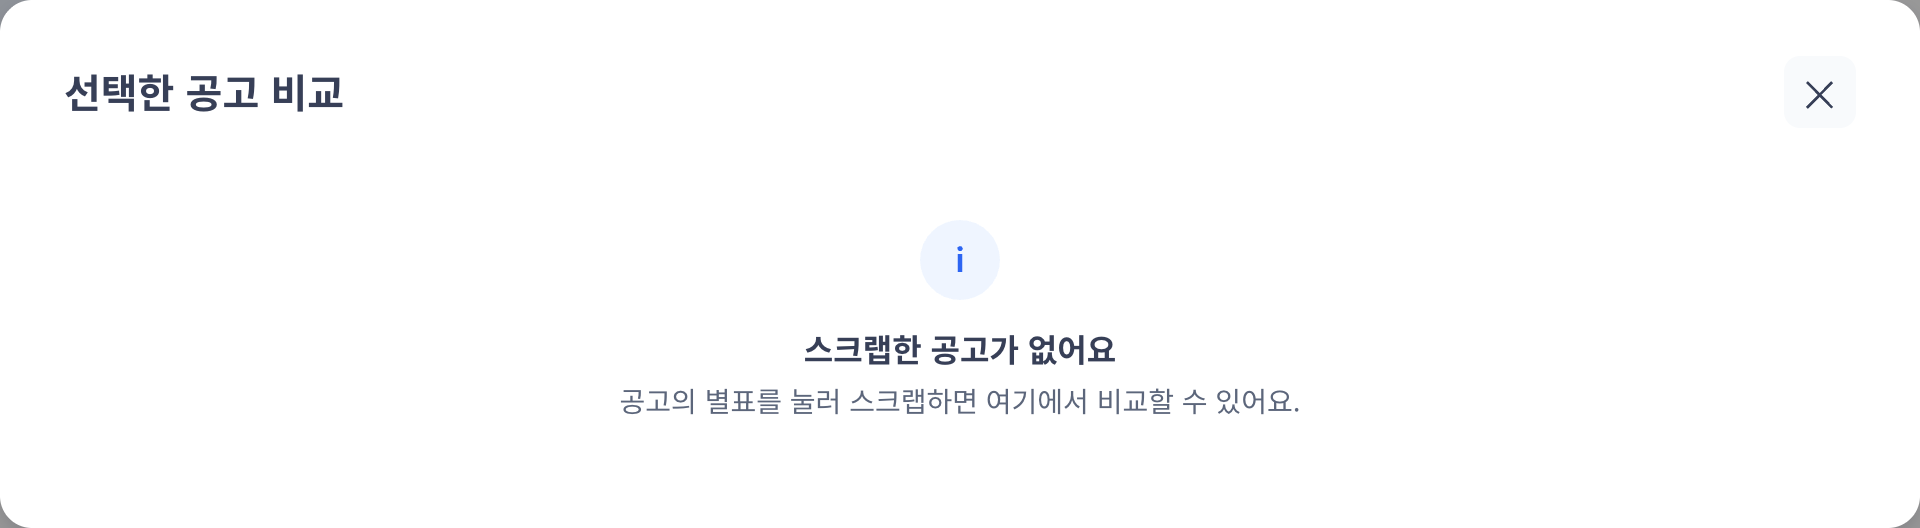 선택한 공고 비교
i
스크랩한 공고가 없어요
공고의 별표를 눌러 스크랩하면 여기에서 비교할 수 있어요.